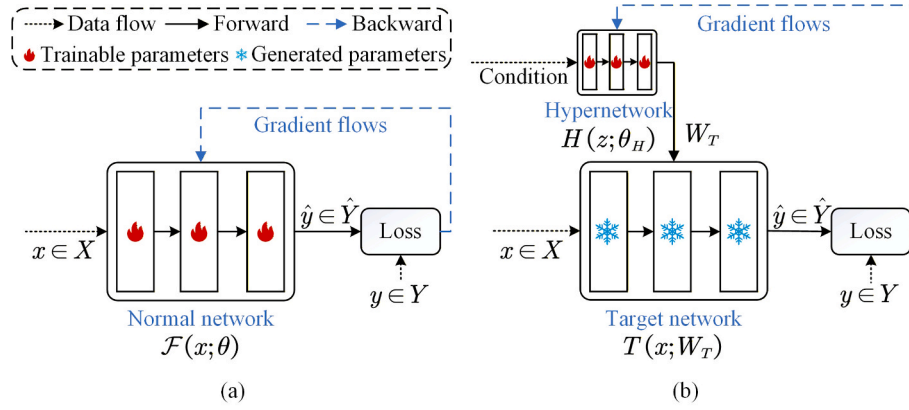 Data flow Forward Backward
Trainable parameters Generated parameters
Gradient flows
x ∈ X
ŷ ∈ Ŷ
Loss
y ∈ Y
Normal network
F(x;θ)
(a)
Gradient flows
Condition
Hypernetwork
H(z;θ_H)
W_T
x ∈ X
ŷ ∈ Ŷ
Loss
y ∈ Y
Target network
T(x;W_T)
(b)